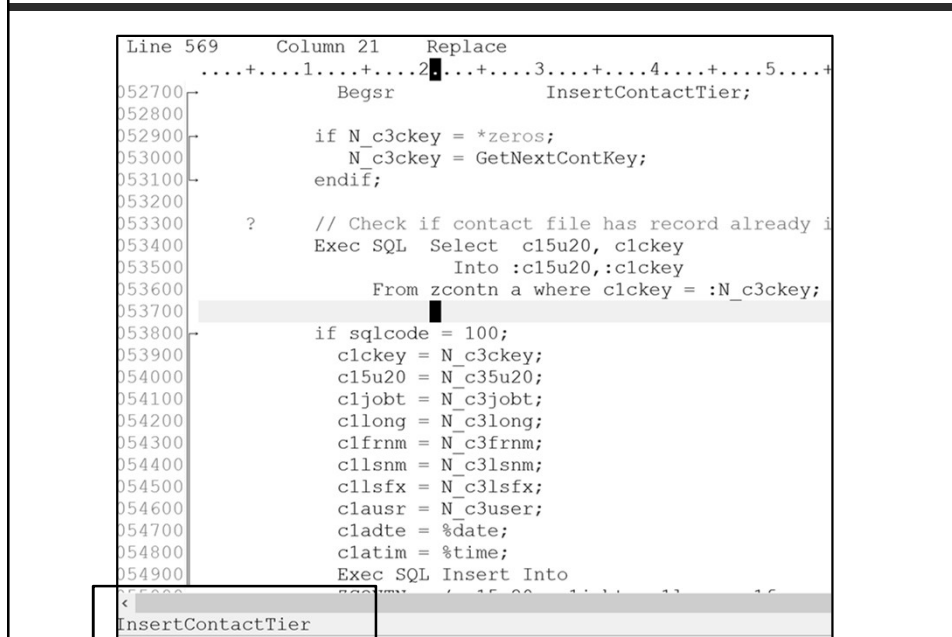 Line 569 Column 21 Replace
....+....1....+....2....+....3....+....4....+....5....+
052700 Begsr InsertContactTier;
052800
052900 if N_c3ckey = *zeros;
053000 N_c3ckey = GetNextContKey;
053100 endif;
053200
053300 ? // Check if contact file has record already i
053400 Exec SQL Select c15u20, c1ckey
053500 Into :c15u20,:c1ckey
053600 From zcontn a where c1ckey = :N_c3ckey;
053700
053800 if sqlcode = 100;
053900 c1ckey = N_c3ckey;
054000 c15u20 = N_c35u20;
054100 c1jobt = N_c3jobt;
054200 c1long = N_c3long;
054300 c1frnm = N_c3frnm;
054400 c1lsnm = N_c3lsnm;
054500 c1lsfx = N_c3lsfx;
054600 c1ausr = N_c3user;
054700 c1adte = %date;
054800 c1atim = %time;
054900 Exec SQL Insert Into
InsertContactTier